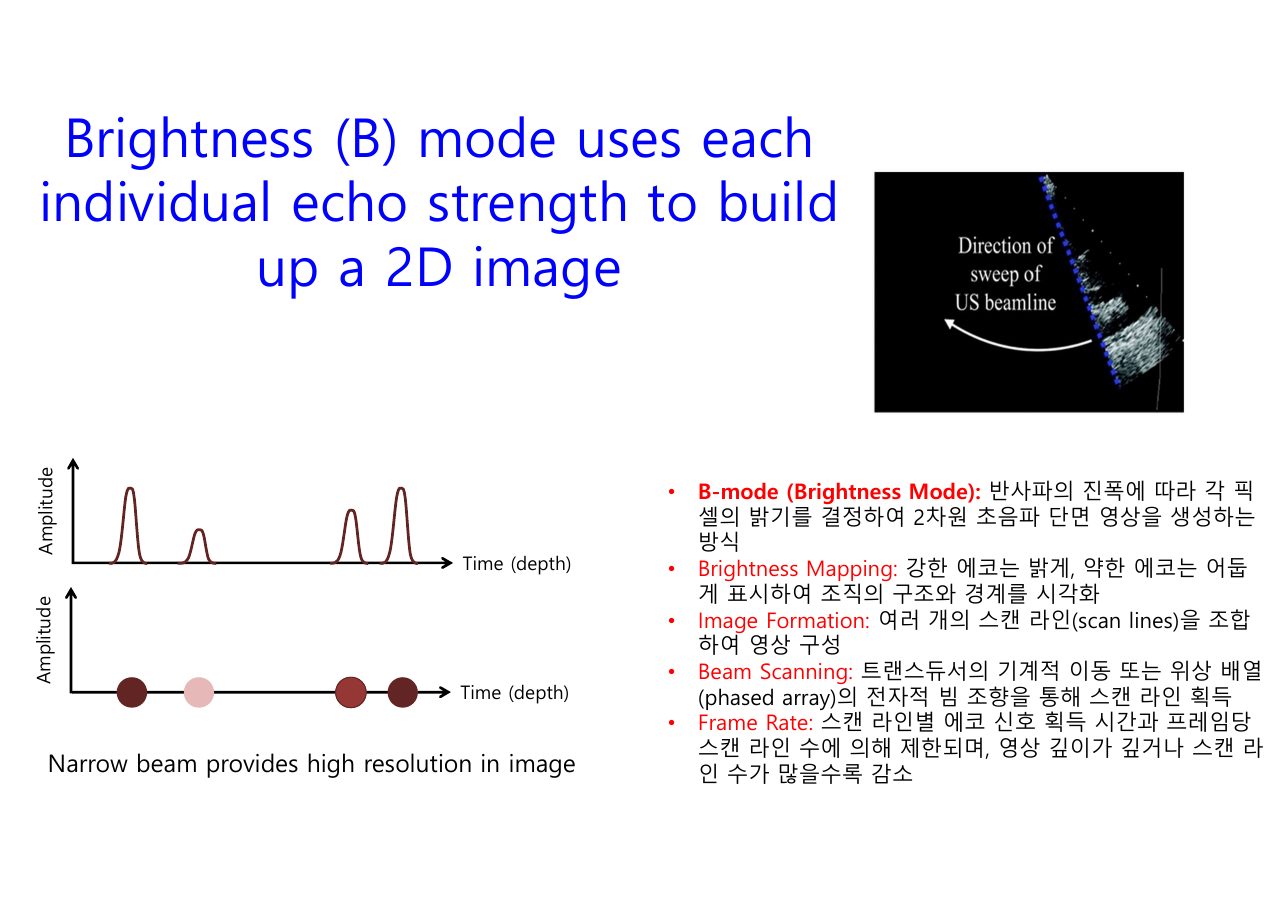 Brightness (B) mode uses each
individual echo strength to build
up a 2D image
Direction of
sweep of
US beamline
Amplitude
Time (depth)
Amplitude
Time (depth)
Narrow beam provides high resolution in image
• B-mode (Brightness Mode): 반사파의 진폭에 따라 각 픽
셀의 밝기를 결정하여 2차원 초음파 단면 영상을 생성하는
방식
• Brightness Mapping: 강한 에코는 밝게, 약한 에코는 어둡
게 표시하여 조직의 구조와 경계를 시각화
• Image Formation: 여러 개의 스캔 라인(scan lines)을 조합
하여 영상 구성
• Beam Scanning: 트랜스듀서의 기계적 이동 또는 위상 배열
(phased array)의 전자적 빔 조향을 통해 스캔 라인 획득
• Frame Rate: 스캔 라인별 에코 신호 획득 시간과 프레임당
스캔 라인 수에 의해 제한되며, 영상 깊이가 깊거나 스캔 라
인 수가 많을수록 감소